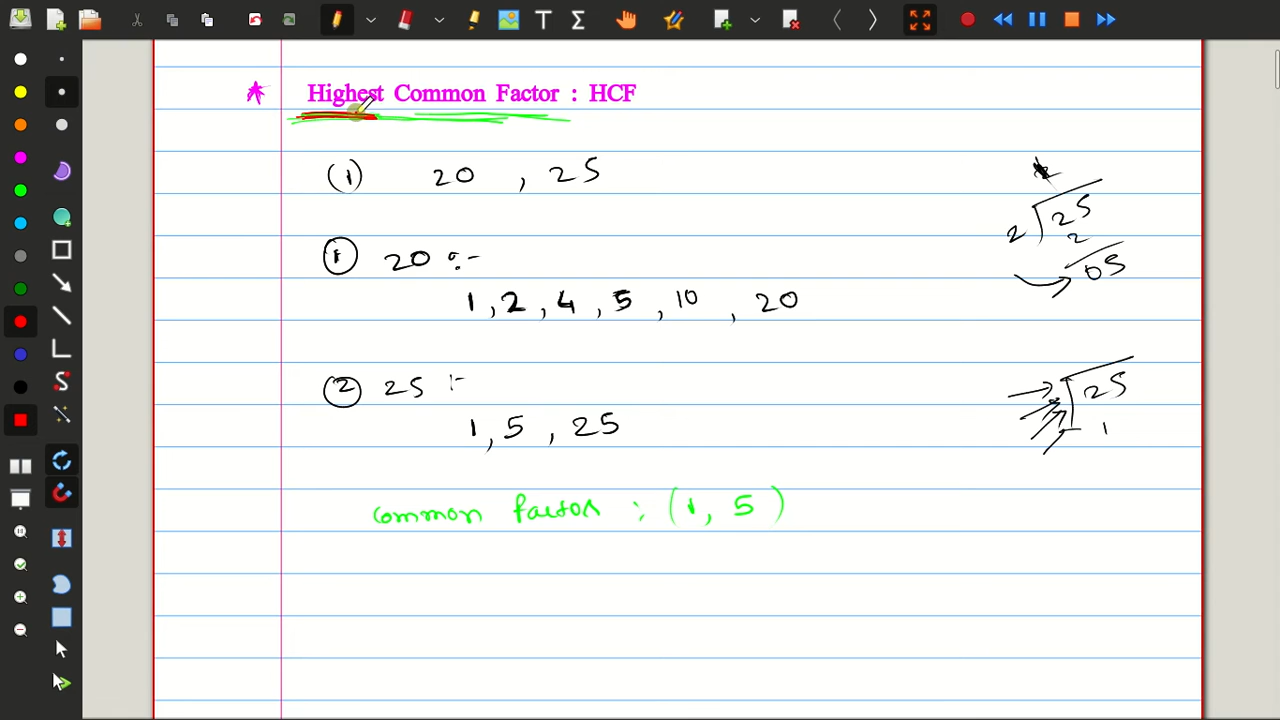 Highest Common Factor : HCF
(1) 20 , 25
① 20 :-
1 , 2 , 4 , 5 , 10 , 20
② 25 :-
1 , 5 , 25
common factor : (1, 5)
2 25
2
05
25
1